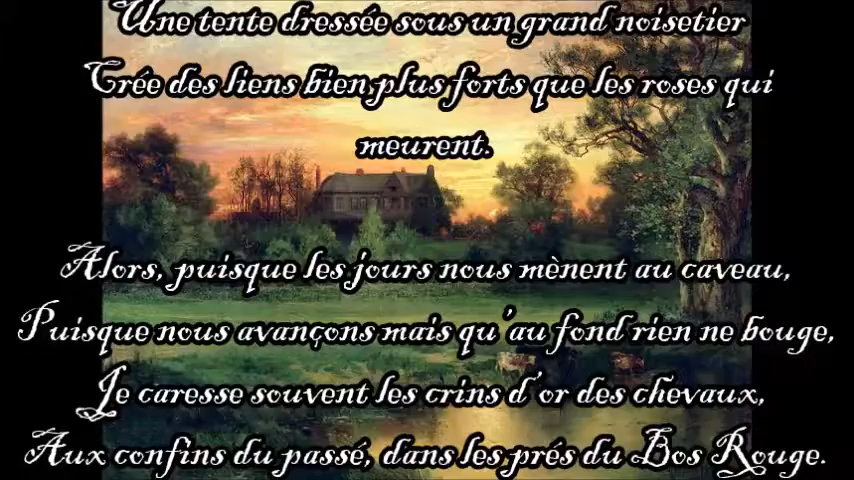 Une tente dressée sous un grand noisetier
Crée des liens bien plus forts que les roses qui
meurent.
Alors, puisque les jours nous mènent au caveau,
Puisque nous avançons mais qu'au fond rien ne bouge,
Je caresse souvent les crins d'or des chevaux,
Aux confins du passé, dans les prés du Bos Rouge.